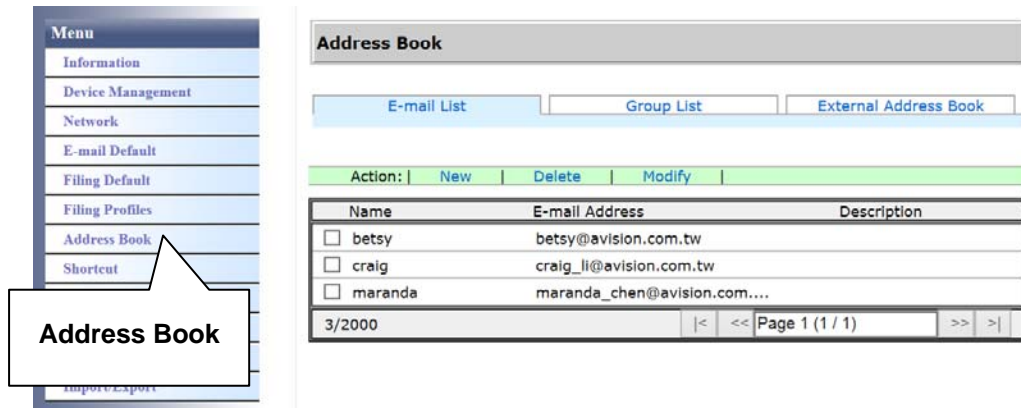 Menu
Information
Device Management
Network
E-mail Default
Filing Default
Filing Profiles
Address Book
Shortcut
Address Book
Import/Export
Address Book
E-mail List Group List External Address Book
Action: | New | Delete | Modify |
Name E-mail Address Description
betsy betsy@avision.com.tw
craig craig_li@avision.com.tw
maranda maranda_chen@avision.com....
3/2000 |< << Page 1 (1 / 1) >> >|